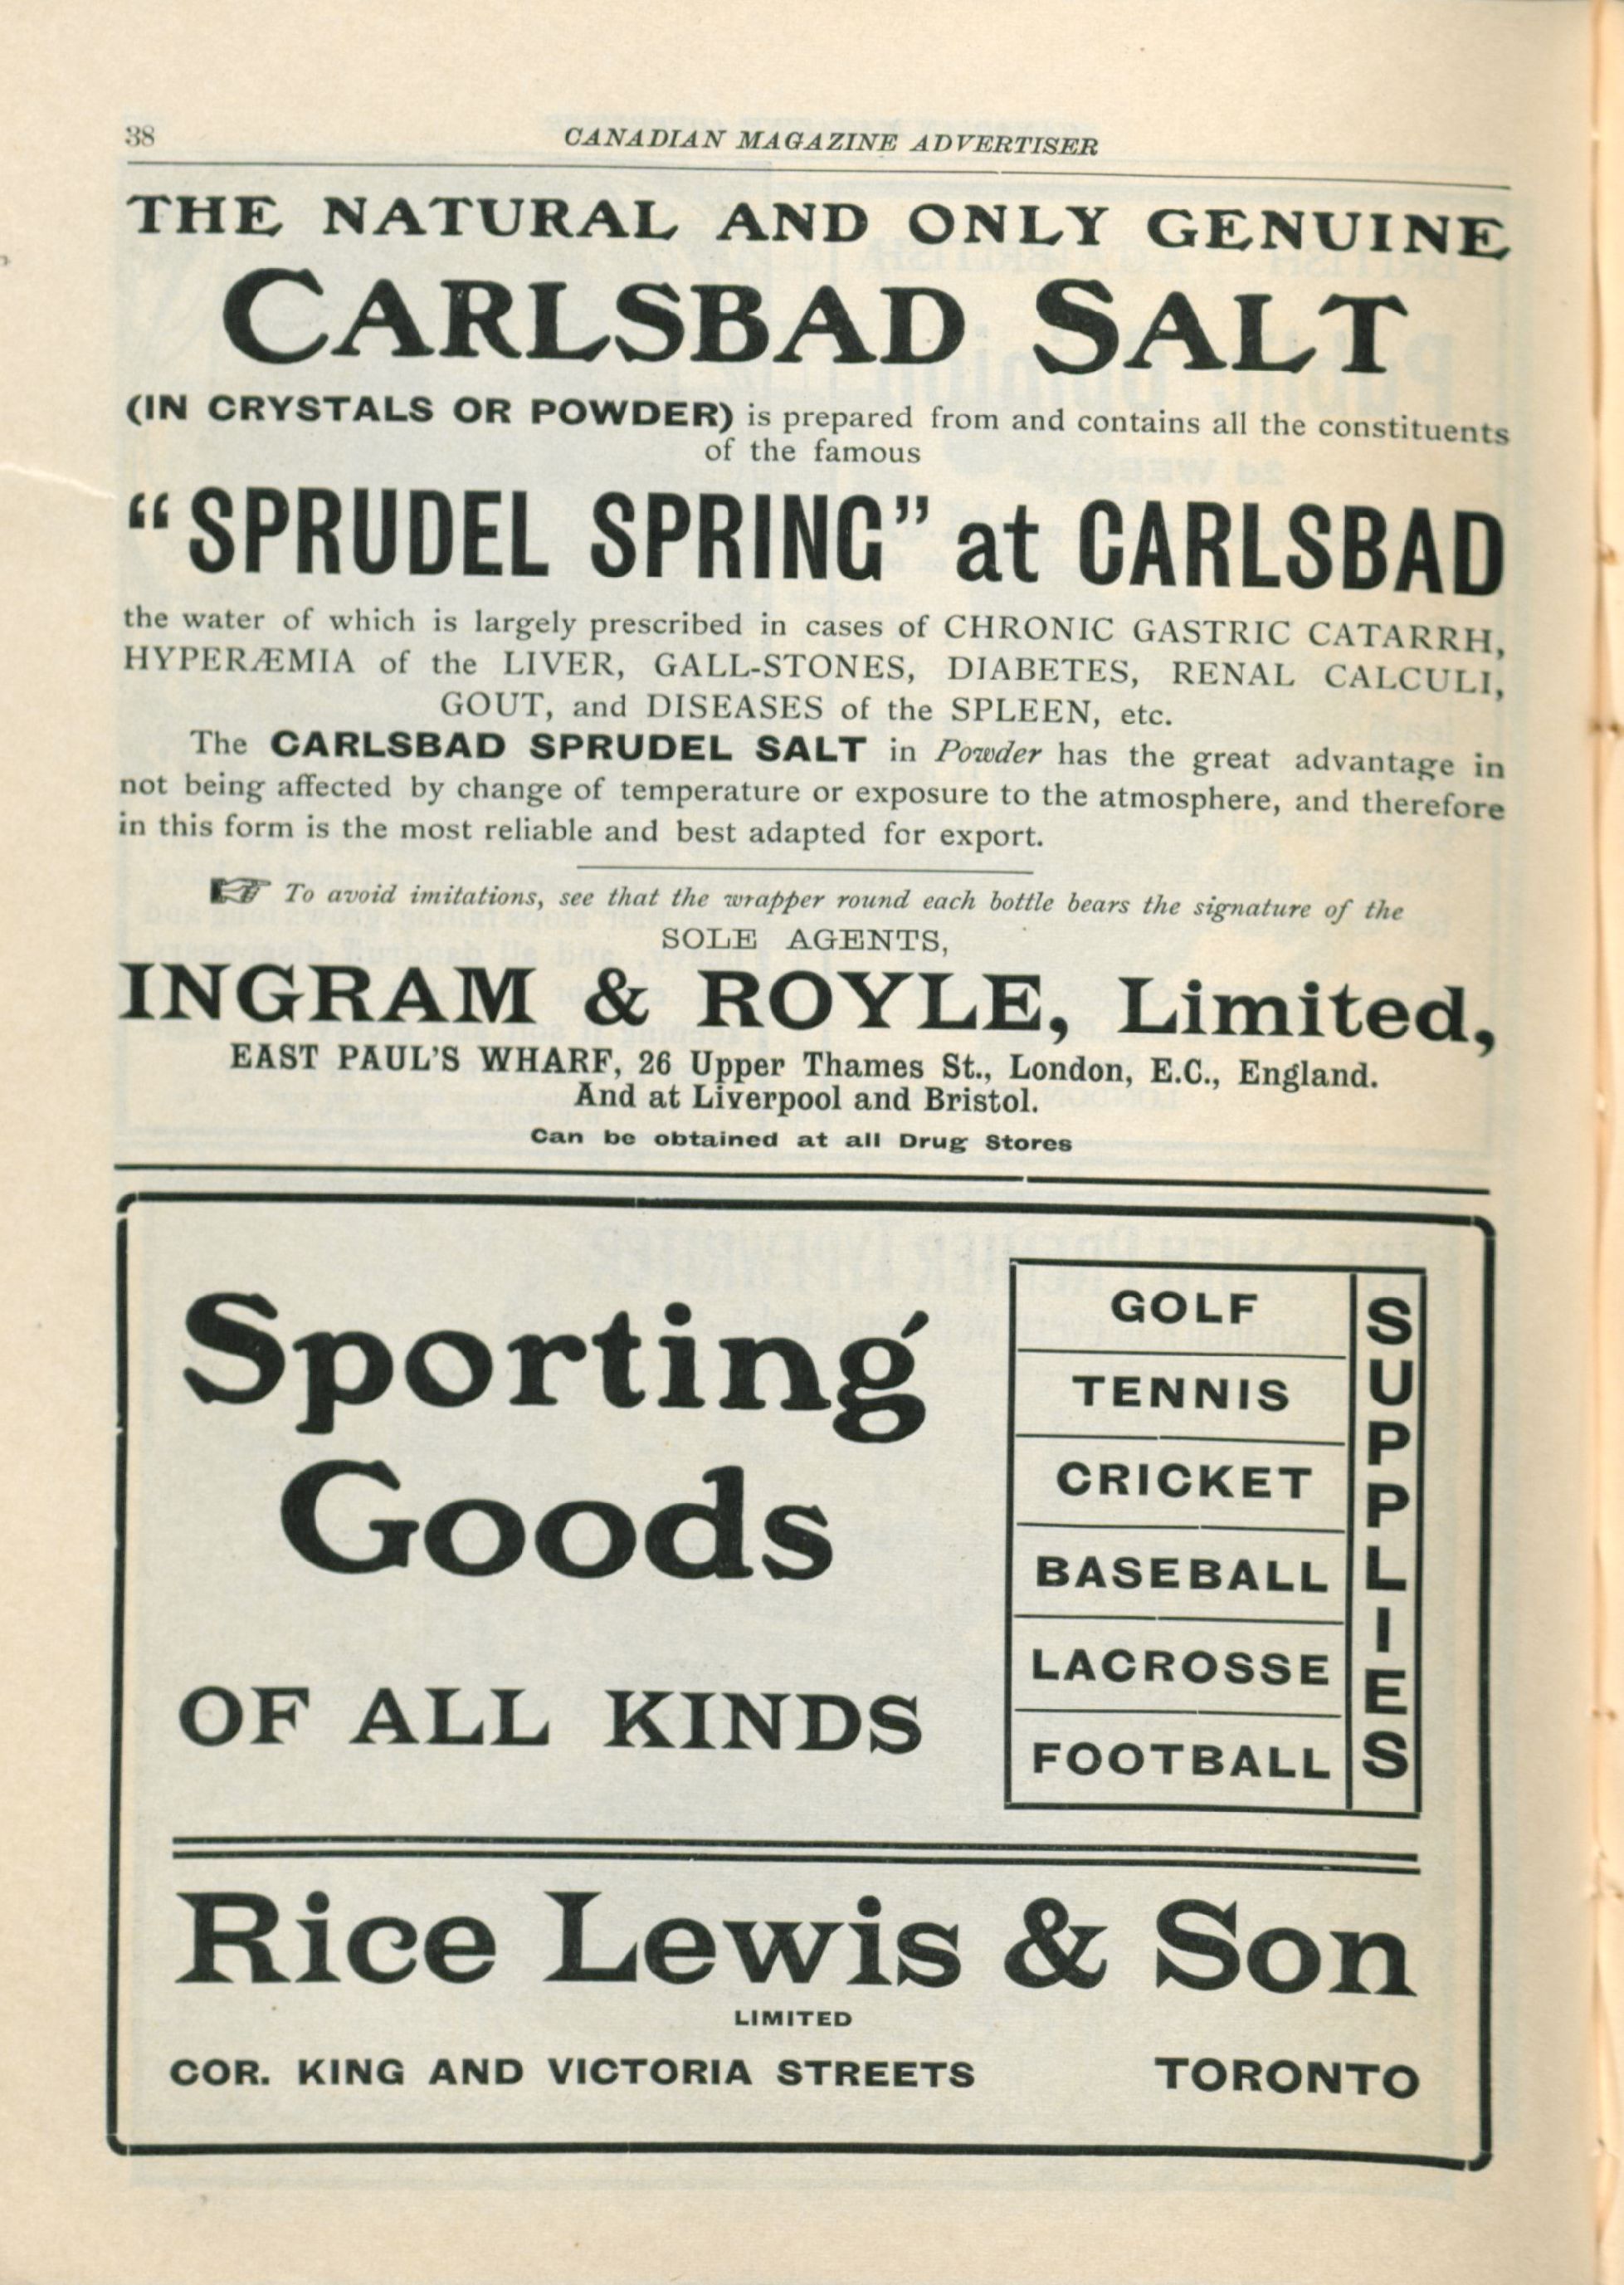 38
CANADIAN MAGAZINE ADVERTISER
THE NATURAL AND ONLY GENUINE
CARLSBAD SALT
(IN CRYSTALS OR POWDER) is prepared from and contains all the constituents
of the famous
“SPRUDEL SPRING” at CARLSBAD
the water of which is largely prescribed in cases of CHRONIC GASTRIC CATARRH,
HYPERÆMIA of the LIVER, GALL-STONES, DIABETES, RENAL CALCULI,
GOUT, and DISEASES of the SPLEEN, etc.
The CARLSBAD SPRUDEL SALT in Powder has the great advantage in
not being affected by change of temperature or exposure to the atmosphere, and therefore
in this form is the most reliable and best adapted for export.
☞ To avoid imitations, see that the wrapper round each bottle bears the signature of the
SOLE AGENTS,
INGRAM & ROYLE, Limited,
EAST PAUL'S WHARF, 26 Upper Thames St., London, E.C., England.
And at Liverpool and Bristol.
Can be obtained at all Drug Stores
Sporting
Goods
OF ALL KINDS
GOLF
TENNIS
CRICKET
BASEBALL
LACROSSE
FOOTBALL
SUPPLIES
Rice Lewis & Son
LIMITED
COR. KING AND VICTORIA STREETS TORONTO